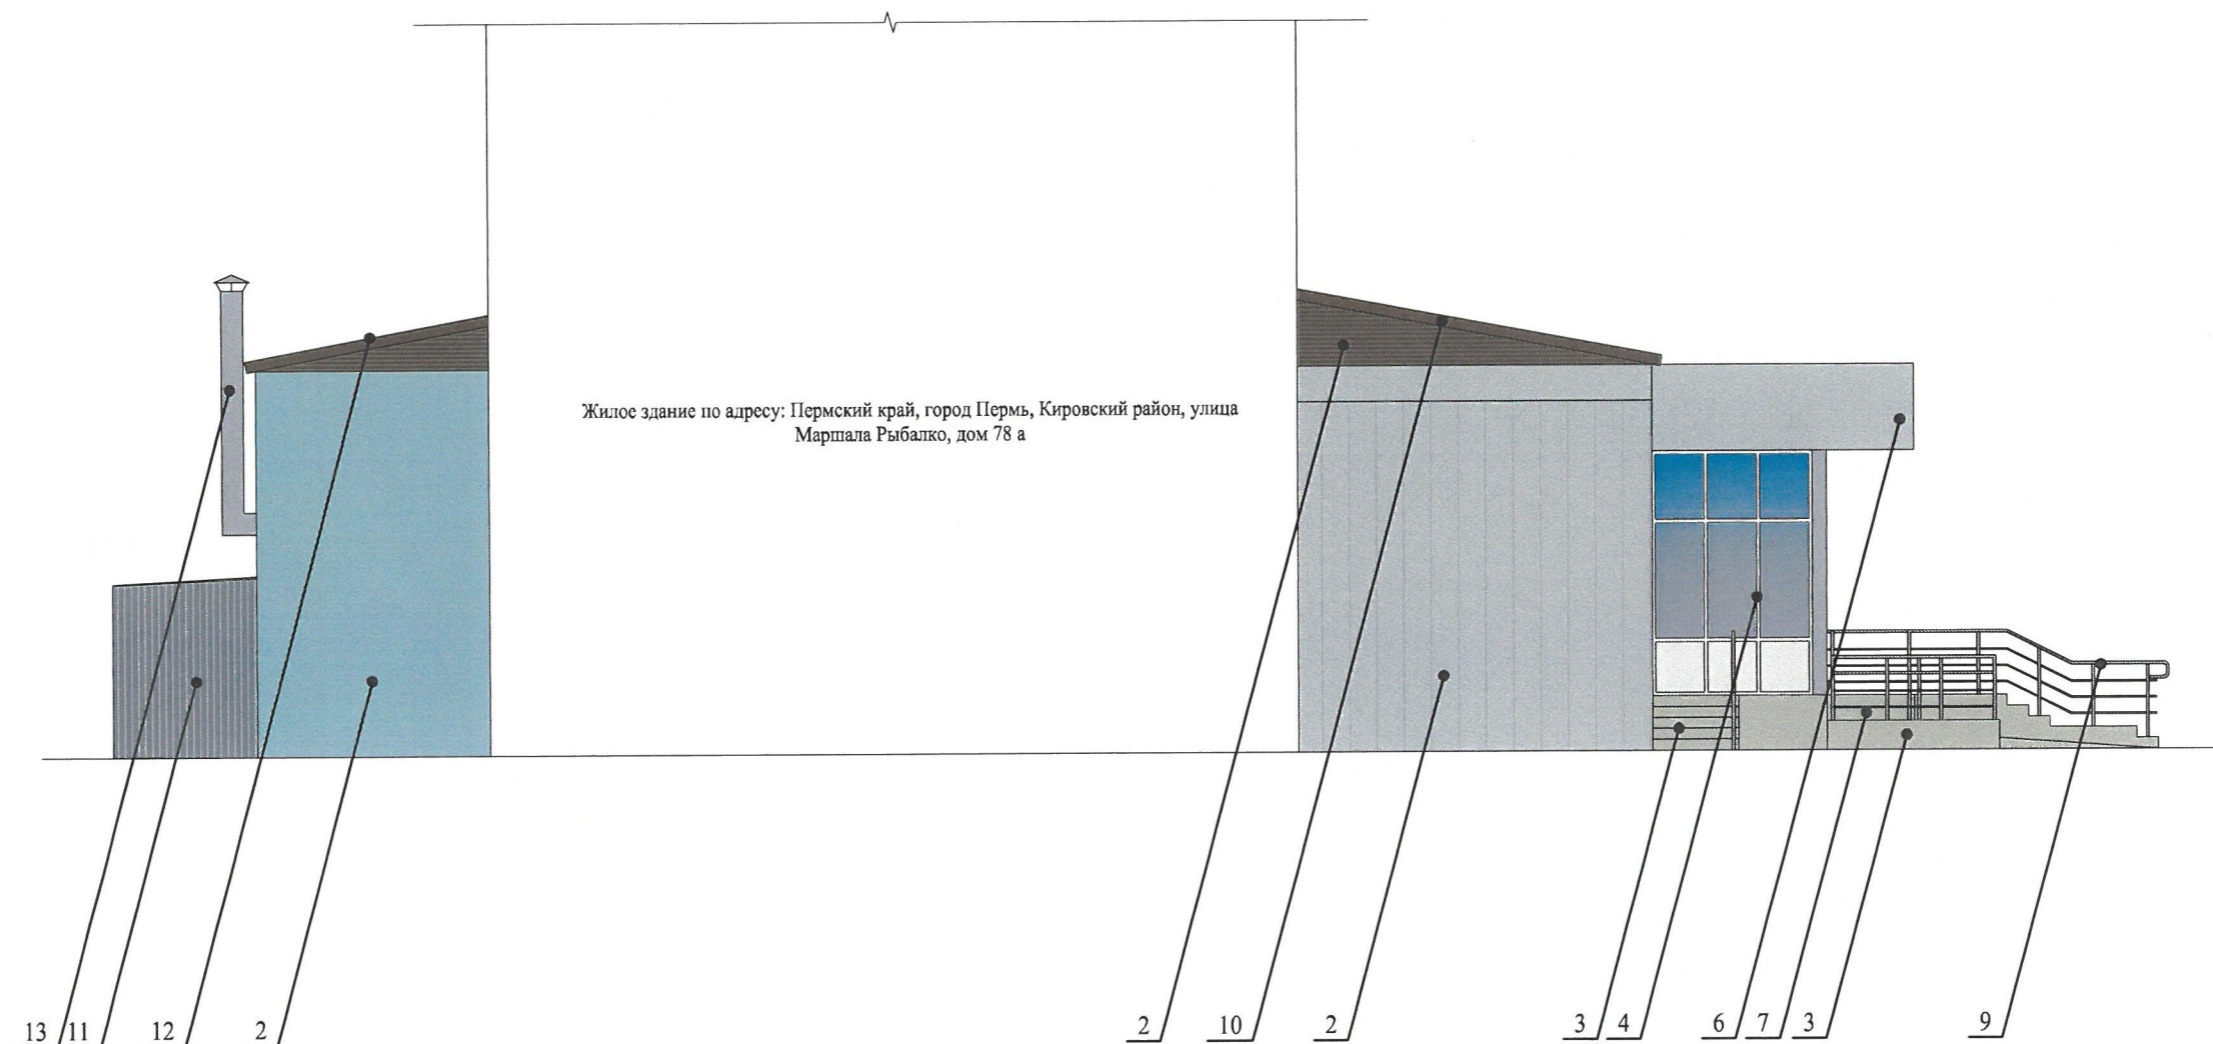 Жилое здание по адресу: Пермский край, город Пермь, Кировский район, улица
Маршала Рыбалко, дом 78 а
13 11 12 2 2 10 2 3 4 6 7 3 9